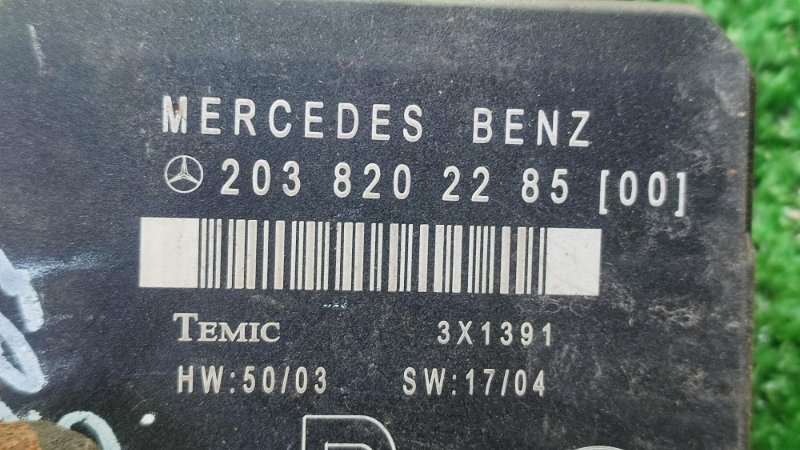 MERCEDES BENZ
203 820 22 85 [00]
TEMIC 3X1391
HW:50/03 SW:17/04